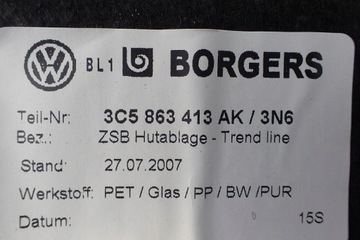 BL1 BORGERS
Teil-Nr: 3C5 863 413 AK / 3N6
Bez.: ZSB Hutablage - Trend line
Stand: 27.07.2007
Werkstoff: PET / Glas / PP / BW /PUR
Datum: 15S